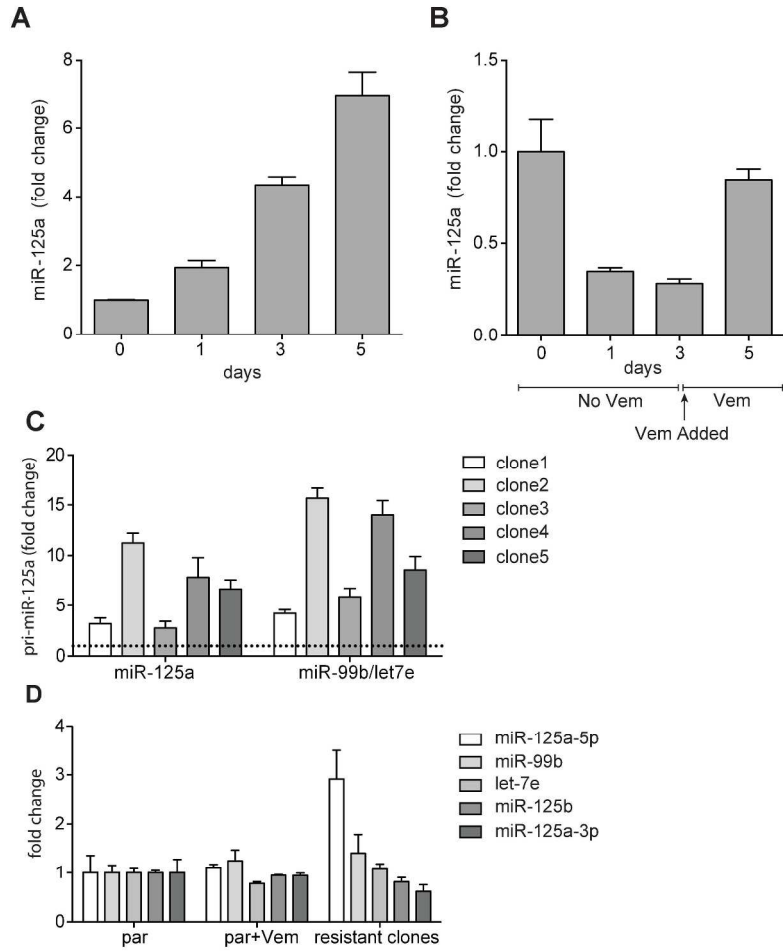 A
miR-125a (fold change)
8
6
4
2
0
0 1 3 5
days
B
miR-125a (fold change)
1.5
1.0
0.5
0.0
0 1 3 5
days
No Vem Vem
Vem Added
C
pri-miR-125a (fold change)
20
15
10
5
0
miR-125a miR-99b/let7e
clone1
clone2
clone3
clone4
clone5
D
fold change
4
3
2
1
0
par par+Vem resistant clones
miR-125a-5p
miR-99b
let-7e
miR-125b
miR-125a-3p